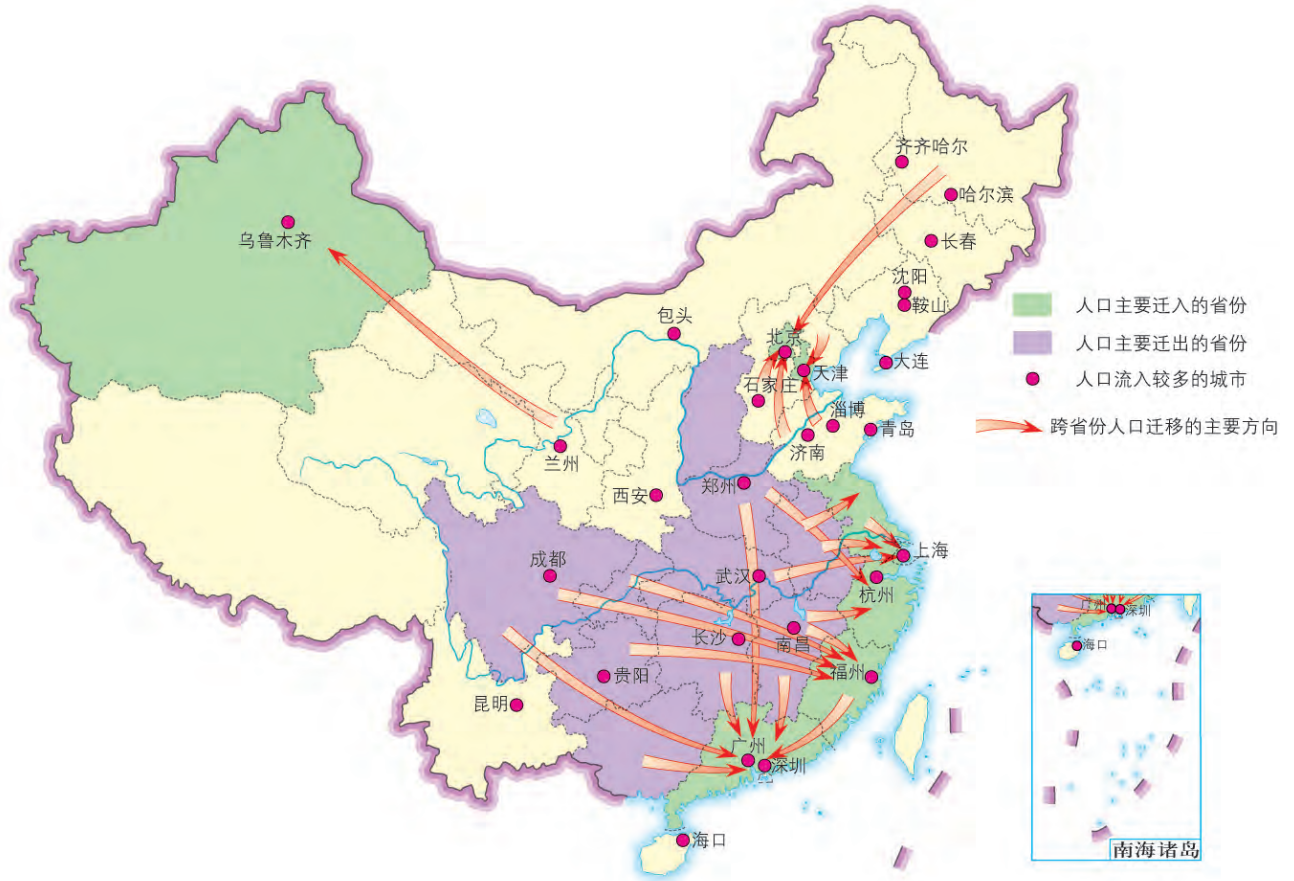 齐齐哈尔
哈尔滨
乌鲁木齐
长春
沈阳
鞍山
包头
北京
大连
天津
石家庄
淄博
青岛
济南
兰州
郑州
西安
上海
成都
武汉
杭州
长沙
南昌
贵阳
福州
昆明
广州
深圳
海口
人口主要迁入的省份
人口主要迁出的省份
人口流入较多的城市
跨省份人口迁移的主要方向
广州
深圳
海口
南海诸岛